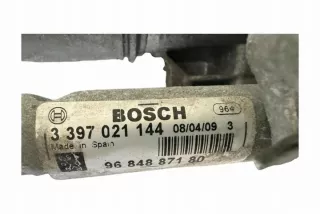 BOSCH 964
3 397 021 144 08/04/09 3
Made in Spain
96 848 871 80